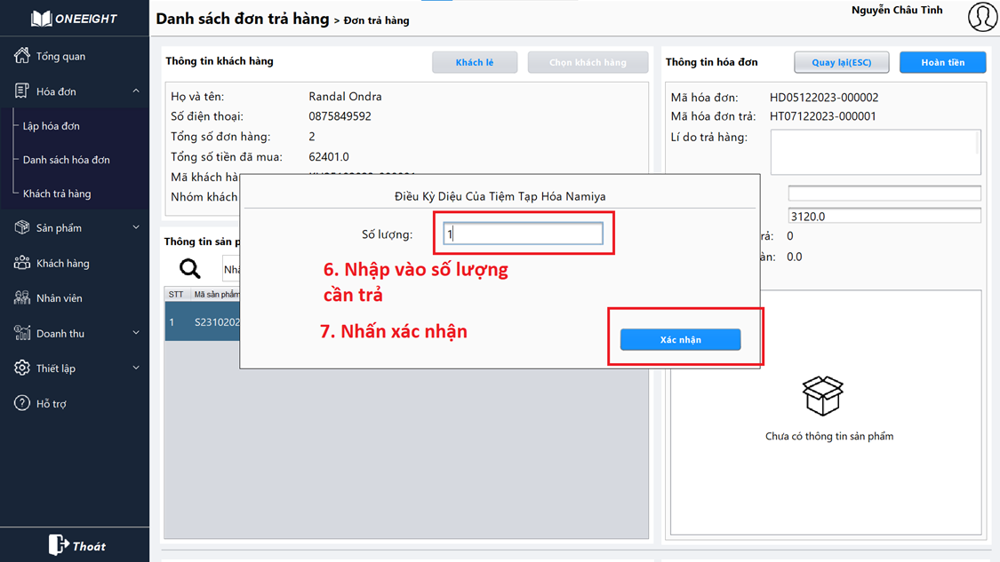 ONEEIGHT
Tổng quan
Hóa đơn
Lập hóa đơn
Danh sách hóa đơn
Khách trả hàng
Sản phẩm
Khách hàng
Nhân viên
Doanh thu
Thiết lập
Hỗ trợ
Thoát
Danh sách đơn trả hàng > Đơn trả hàng
Nguyễn Châu Tình
Thông tin khách hàng
Khách lẻ
Chọn khách hàng
Họ và tên: Randal Ondra
Số điện thoại: 0875849592
Tổng số đơn hàng: 2
Tổng số tiền đã mua: 62401.0
Mã khách hà
Nhóm khách
Thông tin sản p
Nhậ
STT Mã sản phẩm
1 S2310202
Thông tin hóa đơn
Quay lại(ESC)
Hoàn tiền
Mã hóa đơn: HD05122023-000002
Mã hóa đơn trả: HT07122023-000001
Lí do trả hàng:
3120.0
rả: 0
àn: 0.0
Chưa có thông tin sản phẩm
Điều Kỳ Diệu Của Tiệm Tạp Hóa Namiya
Số lượng: 1
6. Nhập vào số lượng
cần trả
7. Nhấn xác nhận
Xác nhận